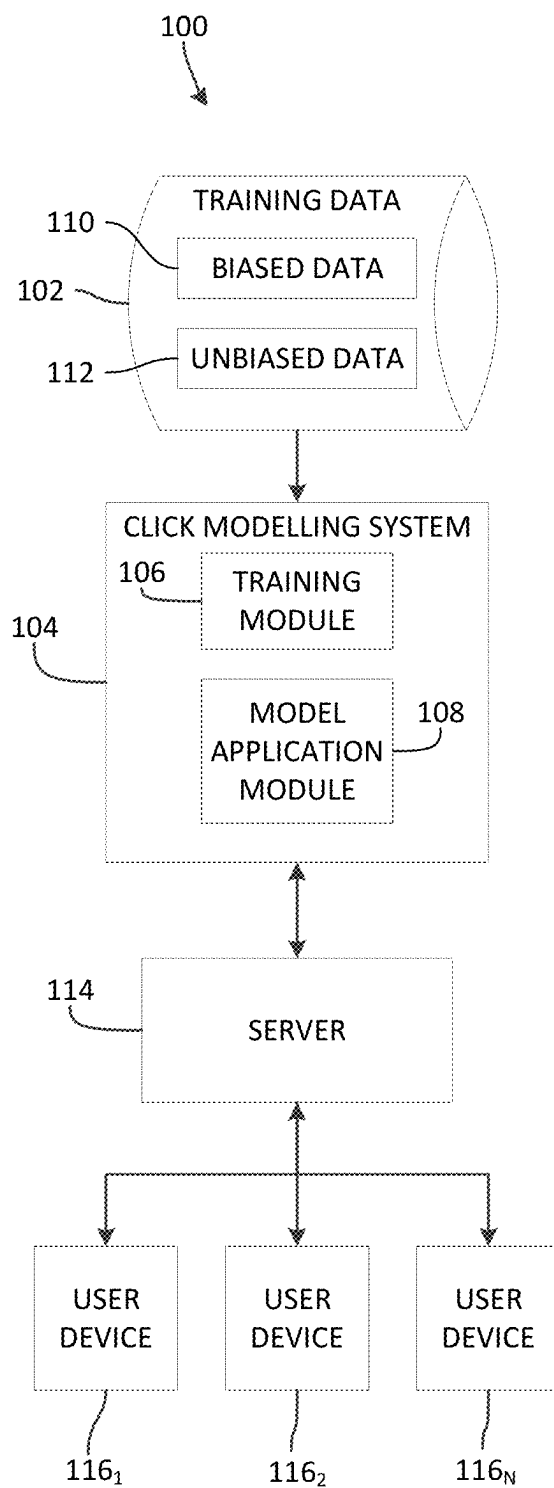 100
TRAINING DATA
110
BIASED DATA
102
112
UNBIASED DATA
CLICK MODELLING SYSTEM
106
TRAINING
MODULE
104
MODEL
APPLICATION
MODULE
108
114
SERVER
USER
DEVICE
USER
DEVICE
USER
DEVICE
116₁
116₂
116ₙ